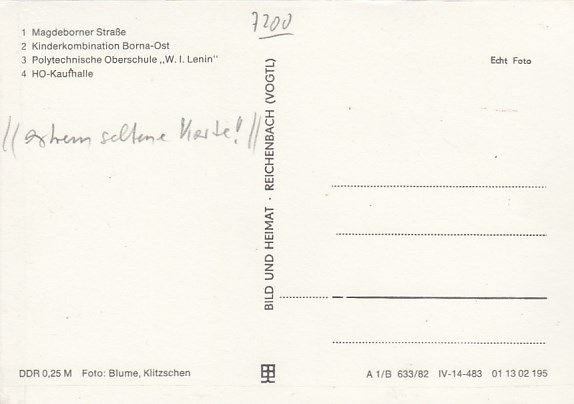 7200
1 Magdeborner Straße
2 Kinderkombination Borna-Ost
3 Polytechnische Oberschule „W. I. Lenin"
4 HO-Kaufhalle
Echt Foto
//extrem seltene Karte!//
BILD UND HEIMAT · REICHENBACH (VOGTL)
DDR 0,25 M Foto: Blume, Klitzschen
A 1/B 633/82 IV-14-483 01 13 02 195